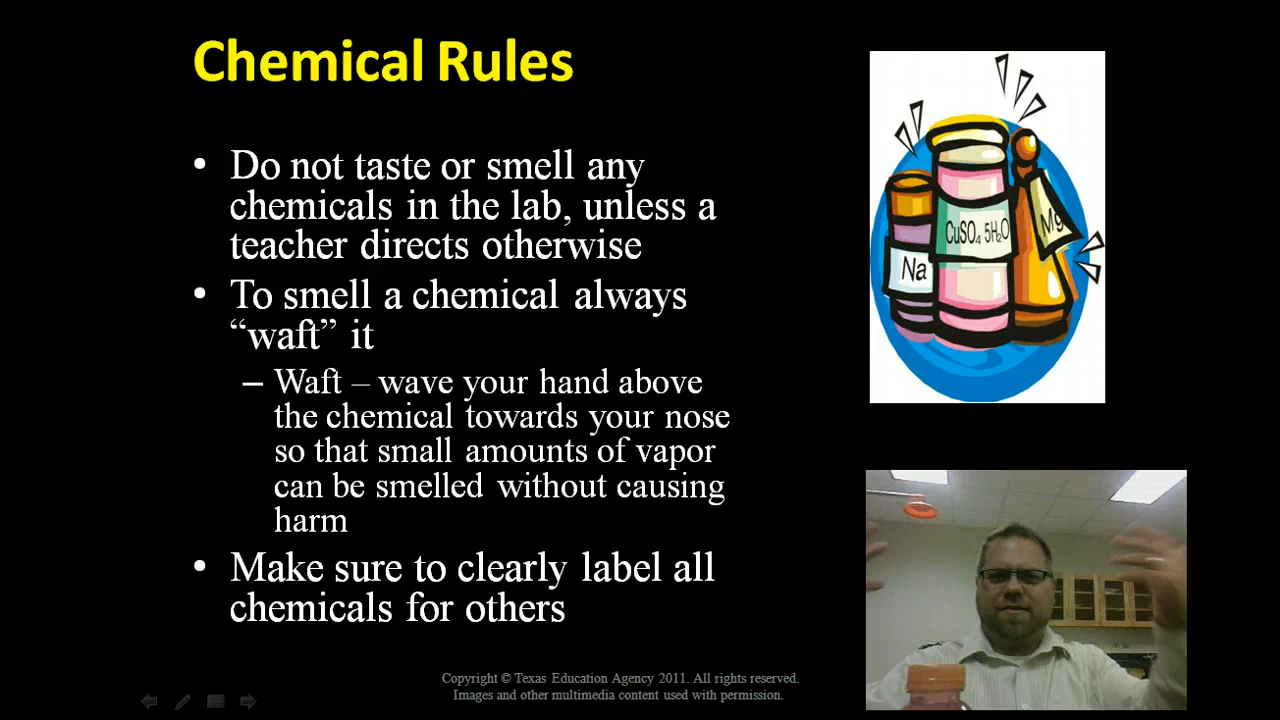 Chemical Rules
• Do not taste or smell any
chemicals in the lab, unless a
teacher directs otherwise
• To smell a chemical always
“waft” it
– Waft – wave your hand above
the chemical towards your nose
so that small amounts of vapor
can be smelled without causing
harm
• Make sure to clearly label all
chemicals for others
CuSO₄ 5H₂O
Mg
Na
Copyright © Texas Education Agency 2011. All rights reserved.
Images and other multimedia content used with permission.